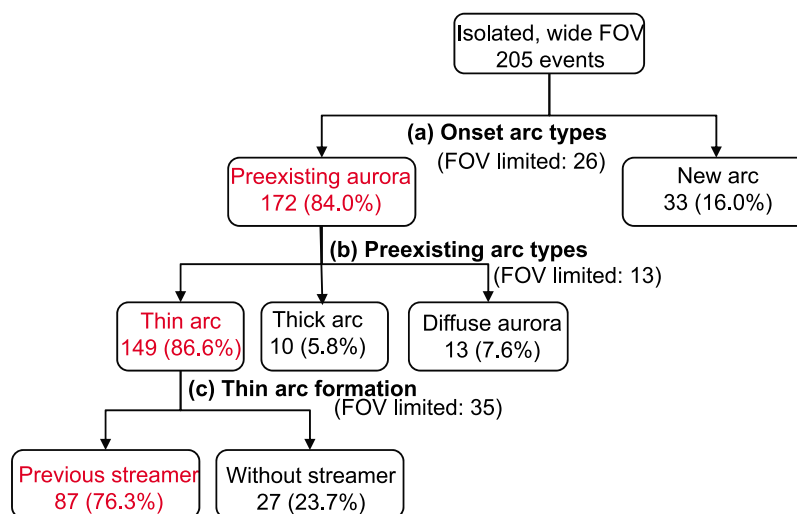 Isolated, wide FOV
205 events
(a) Onset arc types
(FOV limited: 26)
Preexisting aurora
172 (84.0%)
New arc
33 (16.0%)
(b) Preexisting arc types
(FOV limited: 13)
Thin arc
149 (86.6%)
Thick arc
10 (5.8%)
Diffuse aurora
13 (7.6%)
(c) Thin arc formation
(FOV limited: 35)
Previous streamer
87 (76.3%)
Without streamer
27 (23.7%)